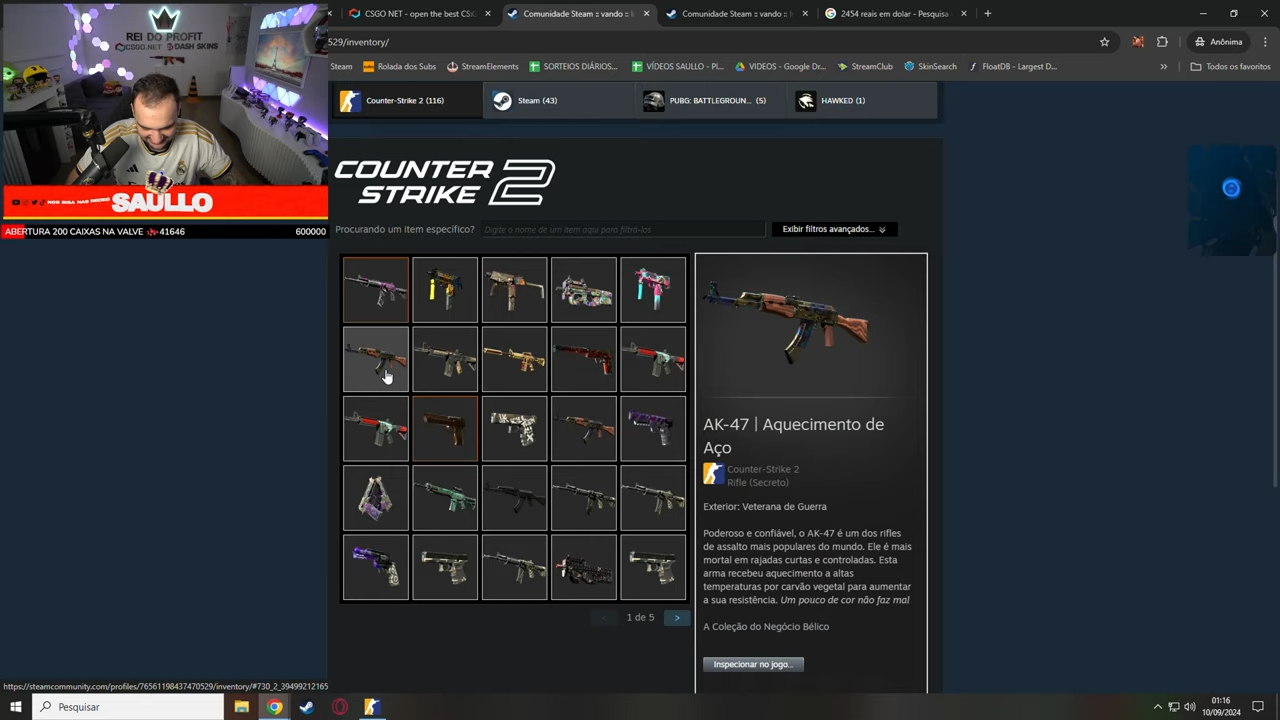 REI DO PROFIT
CSGO.NET DASH SKINS
NOS SIGA NAS REDES
SAULLO
ABERTURA 200 CAIXAS NA VALVE 41646
600000
CSGO NET - open the best CS
Comunidade Steam :: vando :: I
Comunidade Steam :: vando :: I
2454 reais em dolar - Pesquisa
529/inventory/
Anônima
Steam
Rolada dos Subs
StreamElements
SORTEIOS DIÁRIOS...
VÍDEOS SAULLO - Pl...
VIDEOS - Google Dr...
StreamClub
SkinSearch
FloatDB - Largest D...
Todos os favoritos
Counter-Strike 2 (116)
Steam (43)
PUBG: BATTLEGROUN... (5)
HAWKED (1)
COUNTER
STRIKE 2
Procurando um item específico?
Digite o nome de um item aqui para filtrá-los
Exibir filtros avançados...
AK-47 | Aquecimento de
Aço
Counter-Strike 2
Rifle (Secreto)
Exterior: Veterana de Guerra
Poderoso e confiável, o AK-47 é um dos rifles
de assalto mais populares do mundo. Ele é mais
mortal em rajadas curtas e controladas. Esta
arma recebeu aquecimento a altas
temperaturas por carvão vegetal para aumentar
a sua resistência. Um pouco de cor não faz mal
A Coleção do Negócio Bélico
< 1 de 5 >
Inspecionar no jogo...
https://steamcommunity.com/profiles/76561198437470529/inventory/#730_2_39499212165
Pesquisar
01:16
10/09/2024